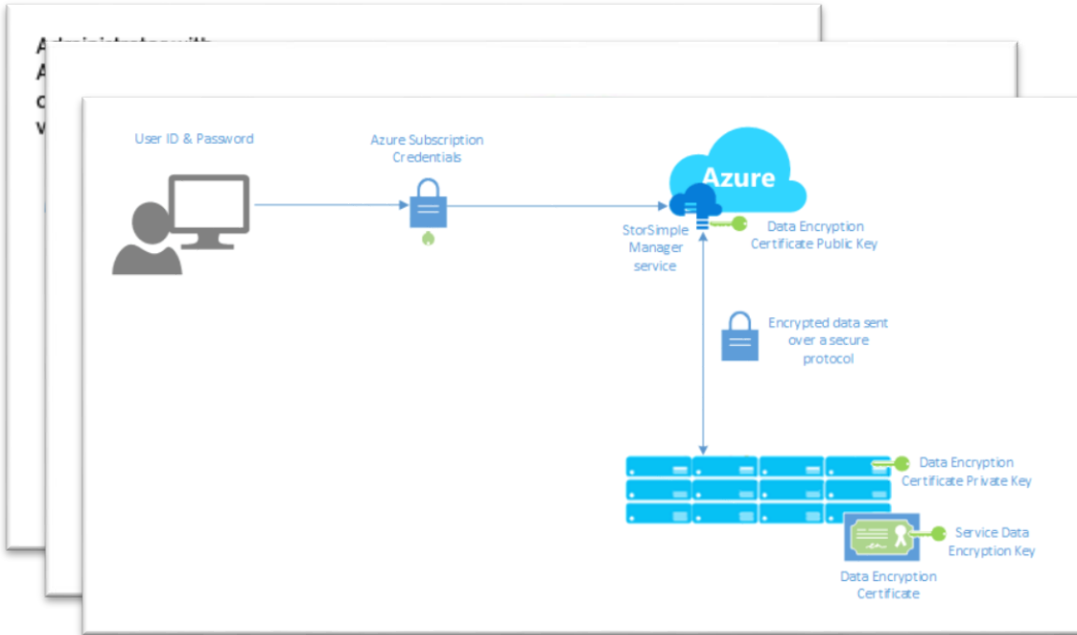 User ID & Password
Azure Subscription
Credentials
Azure
StorSimple
Manager
service
Data Encryption
Certificate Public Key
Encrypted data sent
over a secure
protocol
Data Encryption
Certificate Private Key
Service Data
Encryption Key
Data Encryption
Certificate